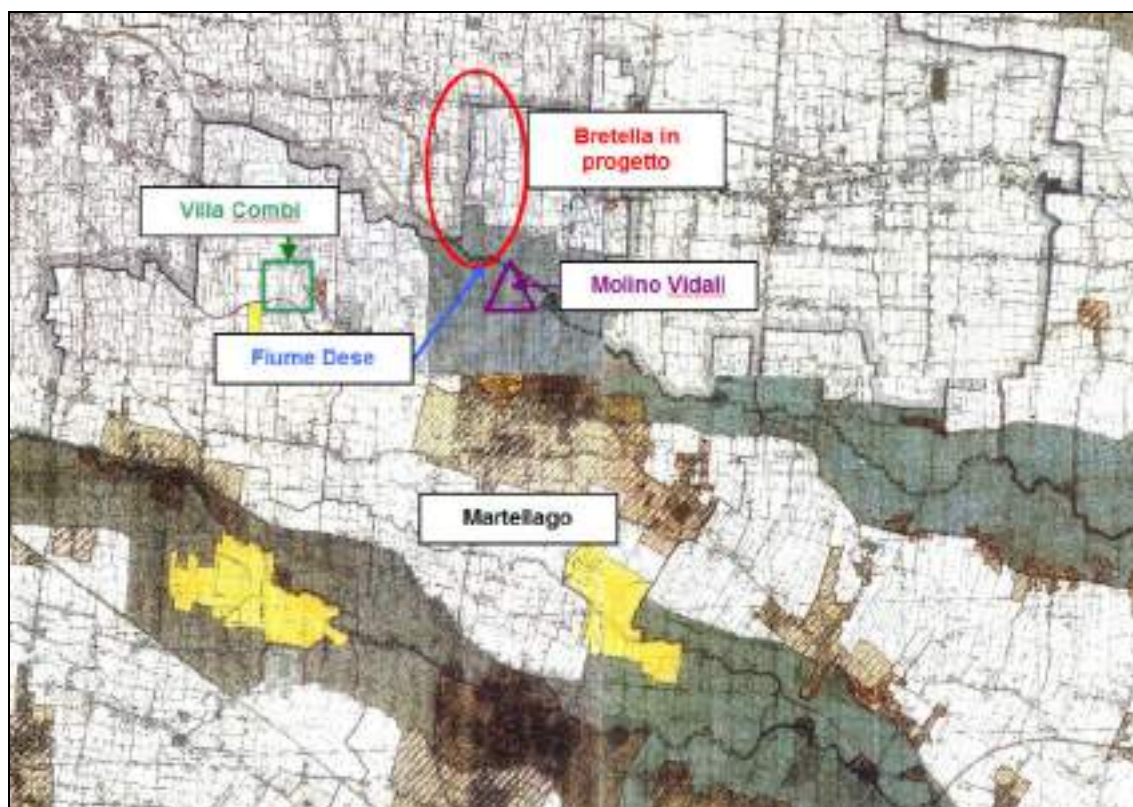 Bretella in
progetto
Villa Combi
Molino Vidali
Fiume Dese
Martellago